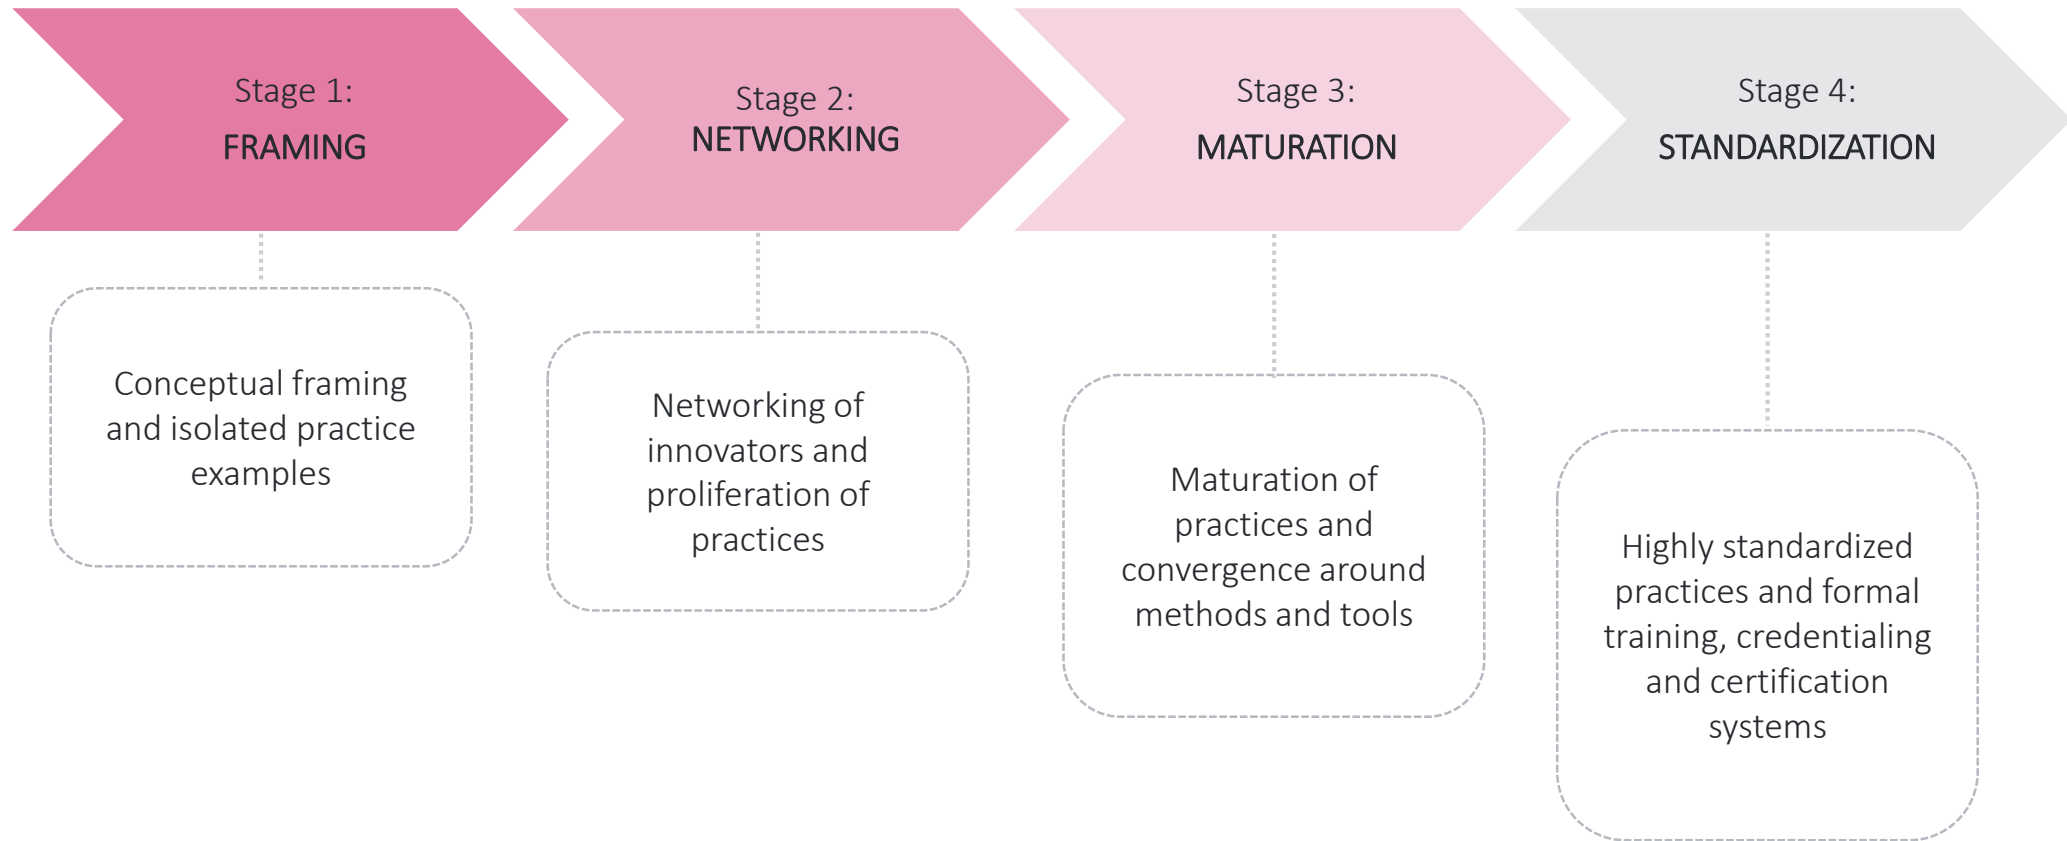 Stage 1:
FRAMING
Stage 2:
NETWORKING
Stage 3:
MATURATION
Stage 4:
STANDARDIZATION
Conceptual framing
and isolated practice
examples
Networking of
innovators and
proliferation of
practices
Maturation of
practices and
convergence around
methods and tools
Highly standardized
practices and formal
training, credentialing
and certification
systems